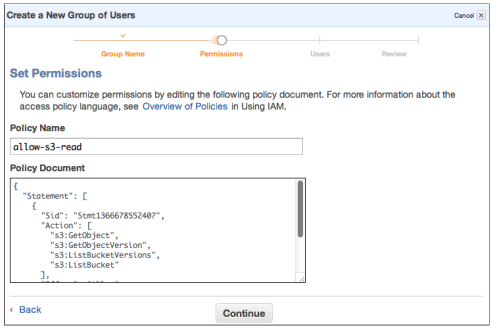 Create a New Group of Users
Cancel
Group Name
Permissions
Users
Review
Set Permissions
You can customize permissions by editing the following policy document. For more information about the
access policy language, see Overview of Policies in Using IAM.
Policy Name
allow-s3-read
Policy Document
{
"Statement": [
{
"Sid": "Stmt1366678552407",
"Action": [
"s3:GetObject",
"s3:GetObjectVersion",
"s3:ListBucketVersions",
"s3:ListBucket"
],
Back
Continue